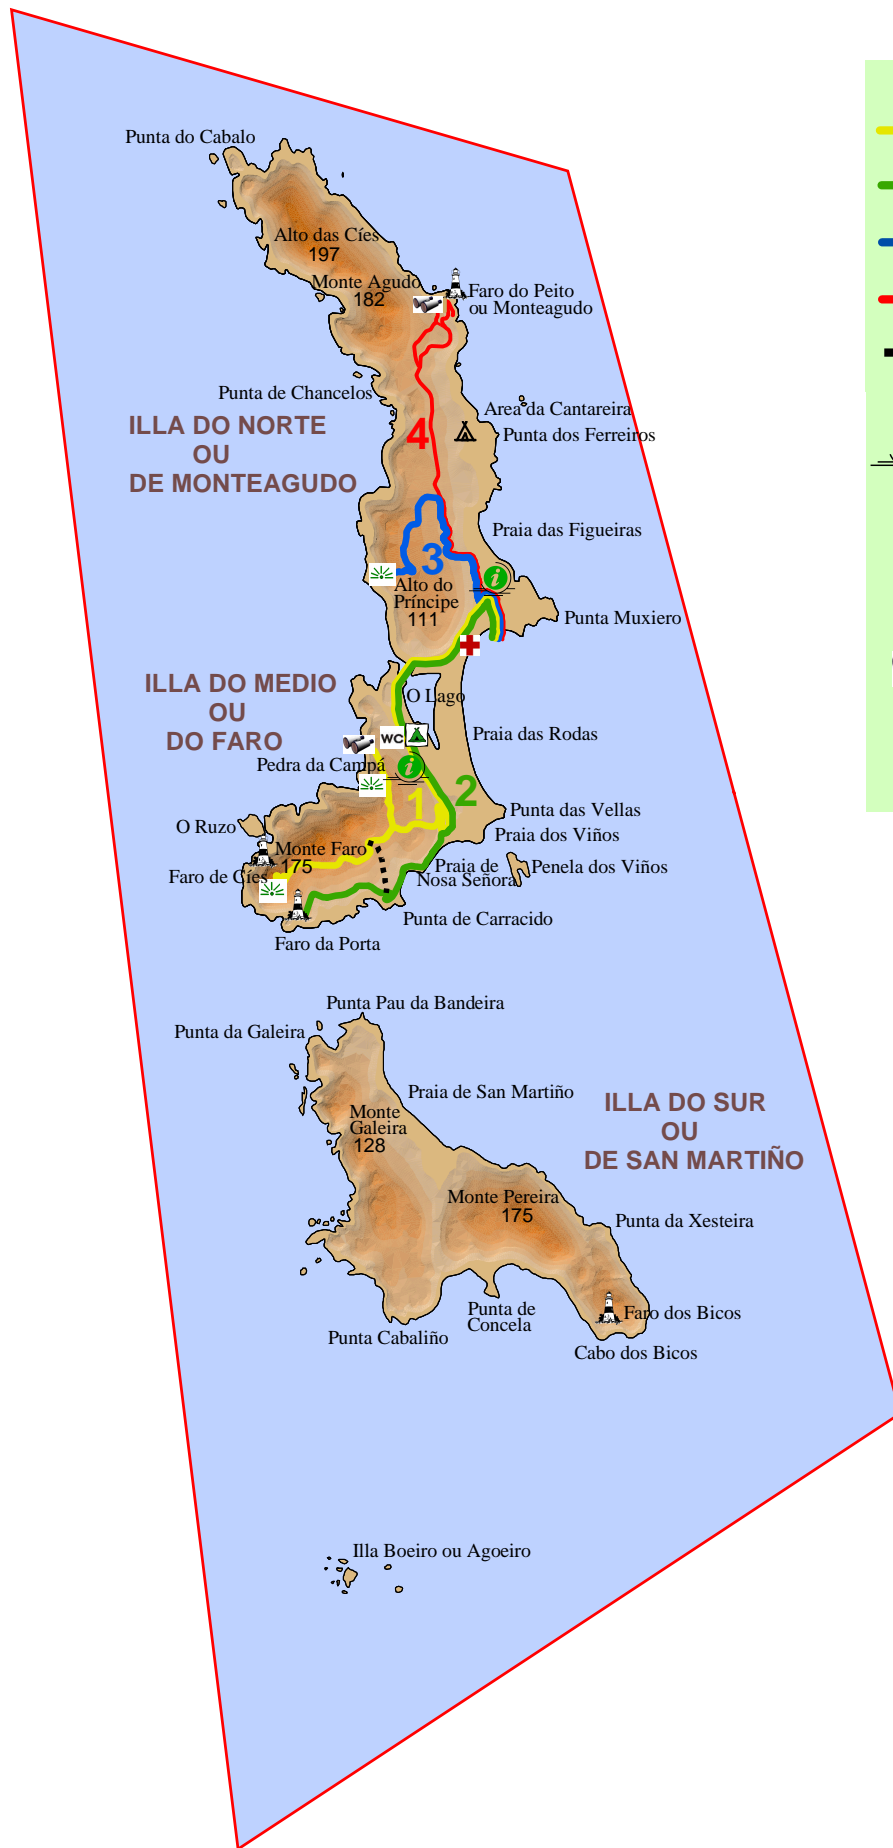 Punta do Cabalo
Alto das Cíes
197
Monte Agudo
182
Faro do Peito
ou Monteagudo
Punta de Chancelos
Area da Cantareira
ILLA DO NORTE
OU
DE MONTEAGUDO
4
Punta dos Ferreiros
Praia das Figueiras
3
i
Alto do
Príncipe
111
Punta Muxiero
ILLA DO MEDIO
OU
DO FARO
O Lago
WC
Praia das Rodas
Pedra da Campá
i
1
2
Punta das Vellas
O Ruzo
Praia dos Viños
Monte Faro
175
Praia de
Nosa Señora
Penela dos Viños
Faro de Cíes
Punta de Carracido
Faro da Porta
Punta Pau da Bandeira
Punta da Galeira
Praia de San Martiño
Monte
Galeira
128
ILLA DO SUR
OU
DE SAN MARTIÑO
Monte Pereira
175
Punta da Xesteira
Punta de
Concela
Faro dos Bicos
Punta Cabaliño
Cabo dos Bicos
Illa Boeiro ou Agoeiro